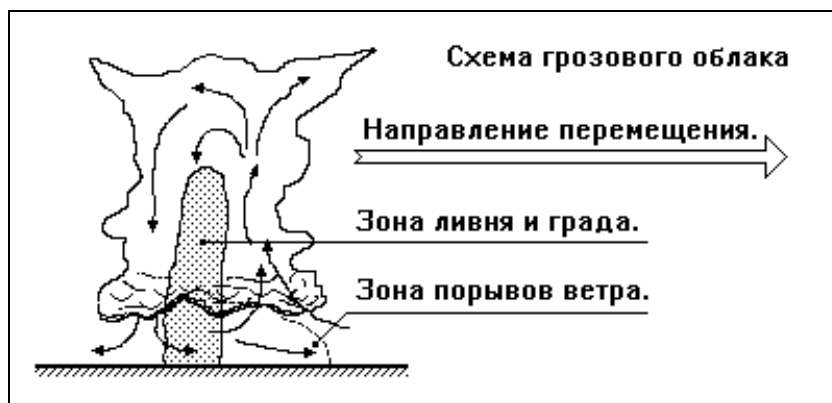 Схема грозового облака
Направление перемещения.
Зона ливня и града.
Зона порывов ветра.